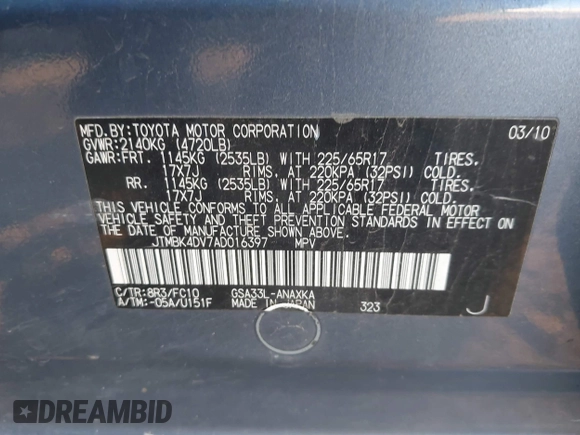 MFD. BY: TOYOTA MOTOR CORPORATION 03/10
GVWR: 2140KG (4720LB)
GAWR: FRT. 1145KG (2535LB) WITH 225/65R17 TIRES.
17X7J RIMS. AT 220KPA (32PSI) COLD.
RR. 1145KG (2535LB) WITH 225/65R17 TIRES.
17X7J RIMS. AT 220KPA (32PSI) COLD.
THIS VEHICLE CONFORMS TO ALL APPLICABLE FEDERAL MOTOR
VEHICLE SAFETY AND THEFT PREVENTION STANDARDS IN EFFECT ON
THE DATE OF MANUFACTURE SHOWN ABOVE.
JTMBK4DV7AD016397 MPV
C/TR: 8R3/FC10 GSA33L-ANAXKA
A/TM: -05A/U151F MADE IN JAPAN 323 J
DREAMBID